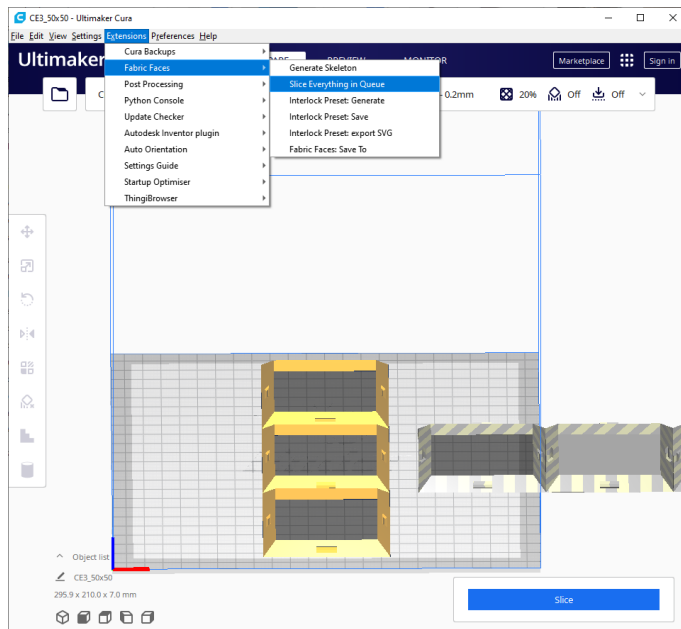 CE3_50x50 - Ultimaker Cura
File Edit View Settings Extensions Preferences Help
Ultimaker
MONITOR
Marketplace
Sign in
Cura Backups
Fabric Faces
Post Processing
Python Console
Update Checker
Autodesk Inventor plugin
Auto Orientation
Settings Guide
Startup Optimiser
ThingiBrowser
Generate Skeleton
Slice Everything in Queue
Interlock Preset: Generate
Interlock Preset: Save
Interlock Preset: export SVG
Fabric Faces: Save To
C
- 0.2mm
20%
Off
Off
Object list
CE3_50x50
295.9 x 210.0 x 7.0 mm
Slice